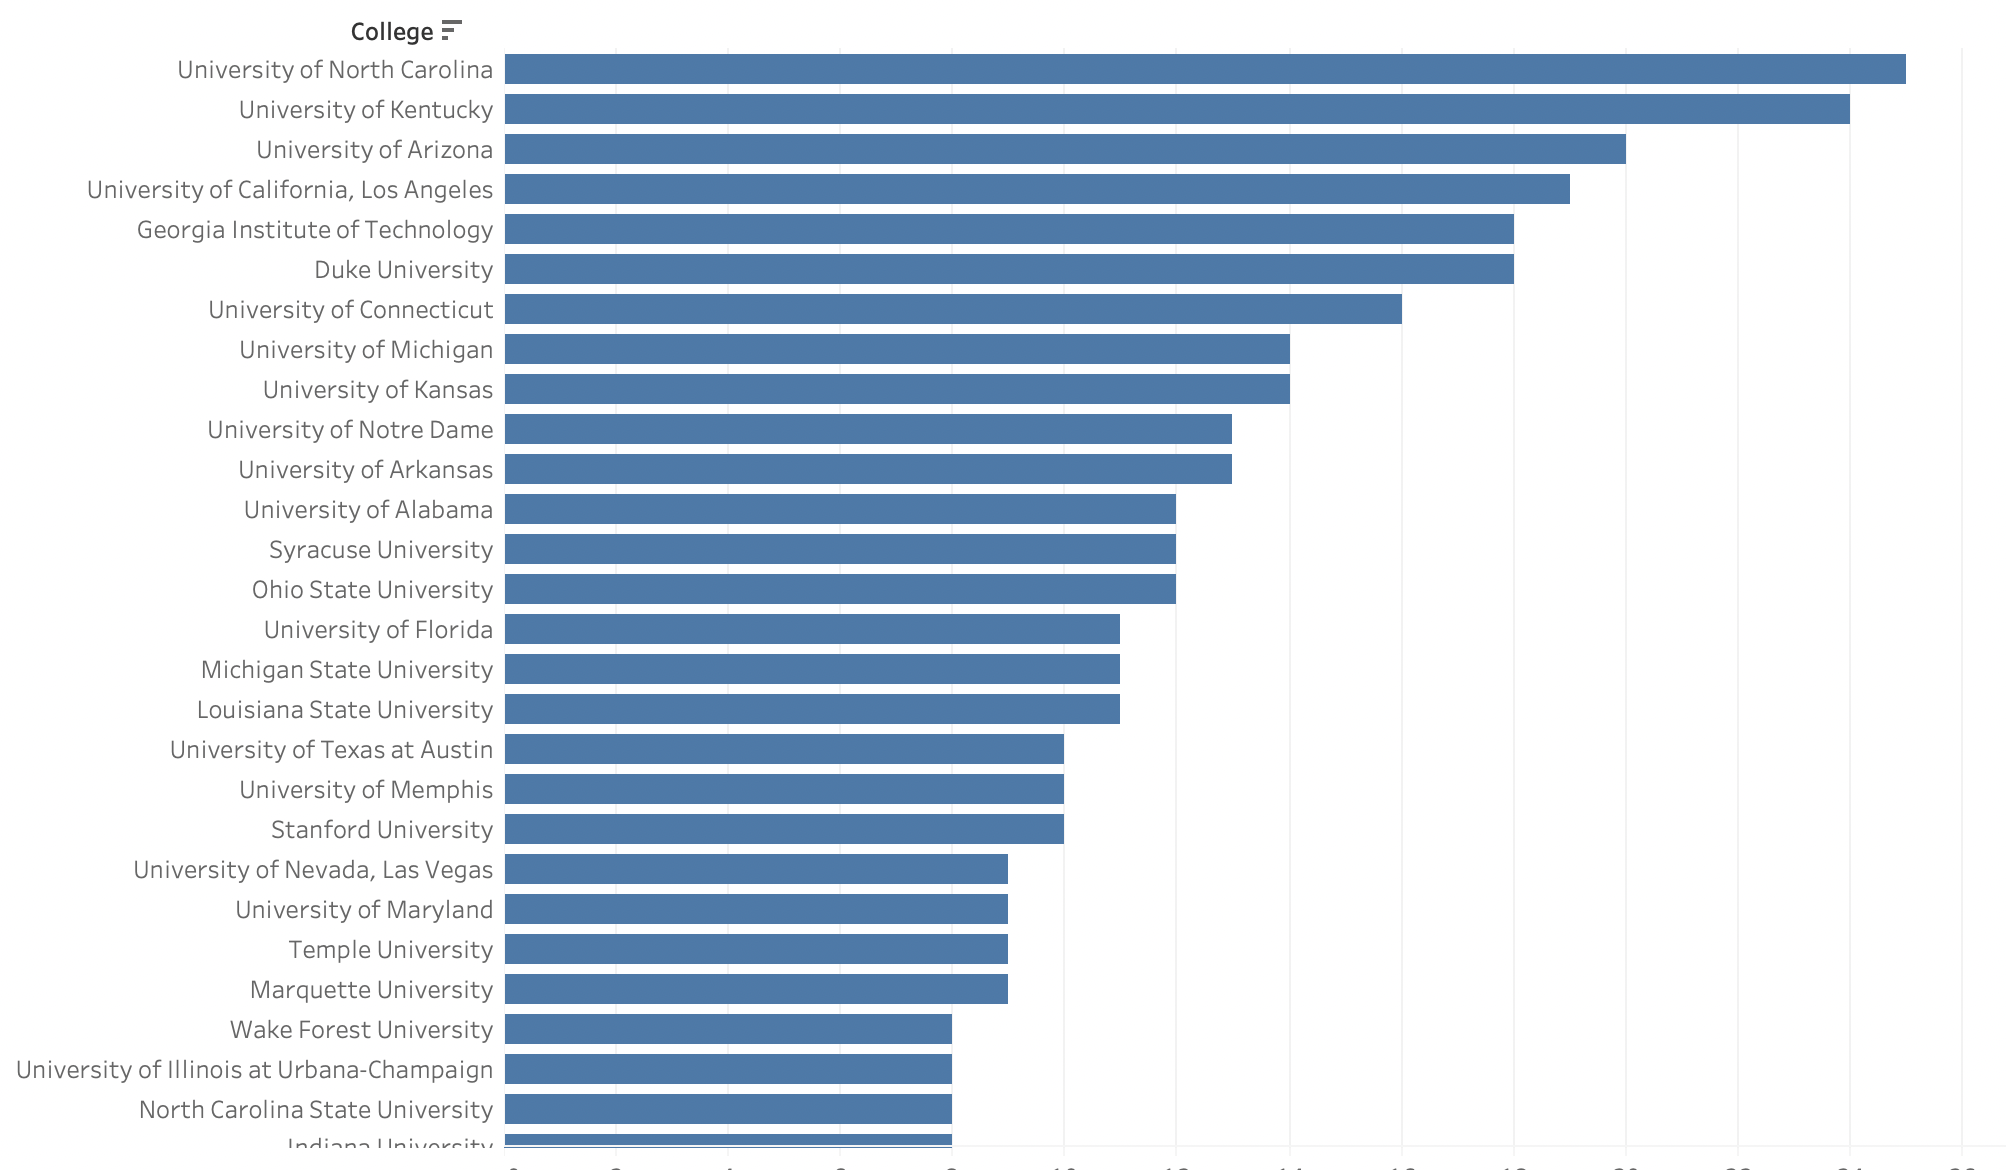 College
University of North Carolina
University of Kentucky
University of Arizona
University of California, Los Angeles
Georgia Institute of Technology
Duke University
University of Connecticut
University of Michigan
University of Kansas
University of Notre Dame
University of Arkansas
University of Alabama
Syracuse University
Ohio State University
University of Florida
Michigan State University
Louisiana State University
University of Texas at Austin
University of Memphis
Stanford University
University of Nevada, Las Vegas
University of Maryland
Temple University
Marquette University
Wake Forest University
University of Illinois at Urbana-Champaign
North Carolina State University
Indiana University